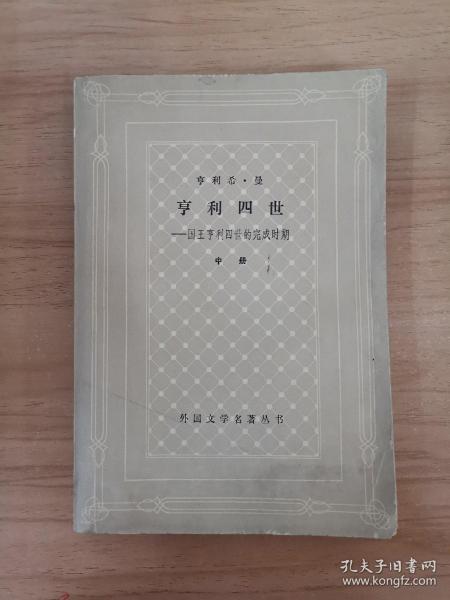 亨利希·曼
亨利四世
——国王亨利四世的完成时期
中册
外国文学名著丛书
孔夫子旧书网
www.kongfz.com